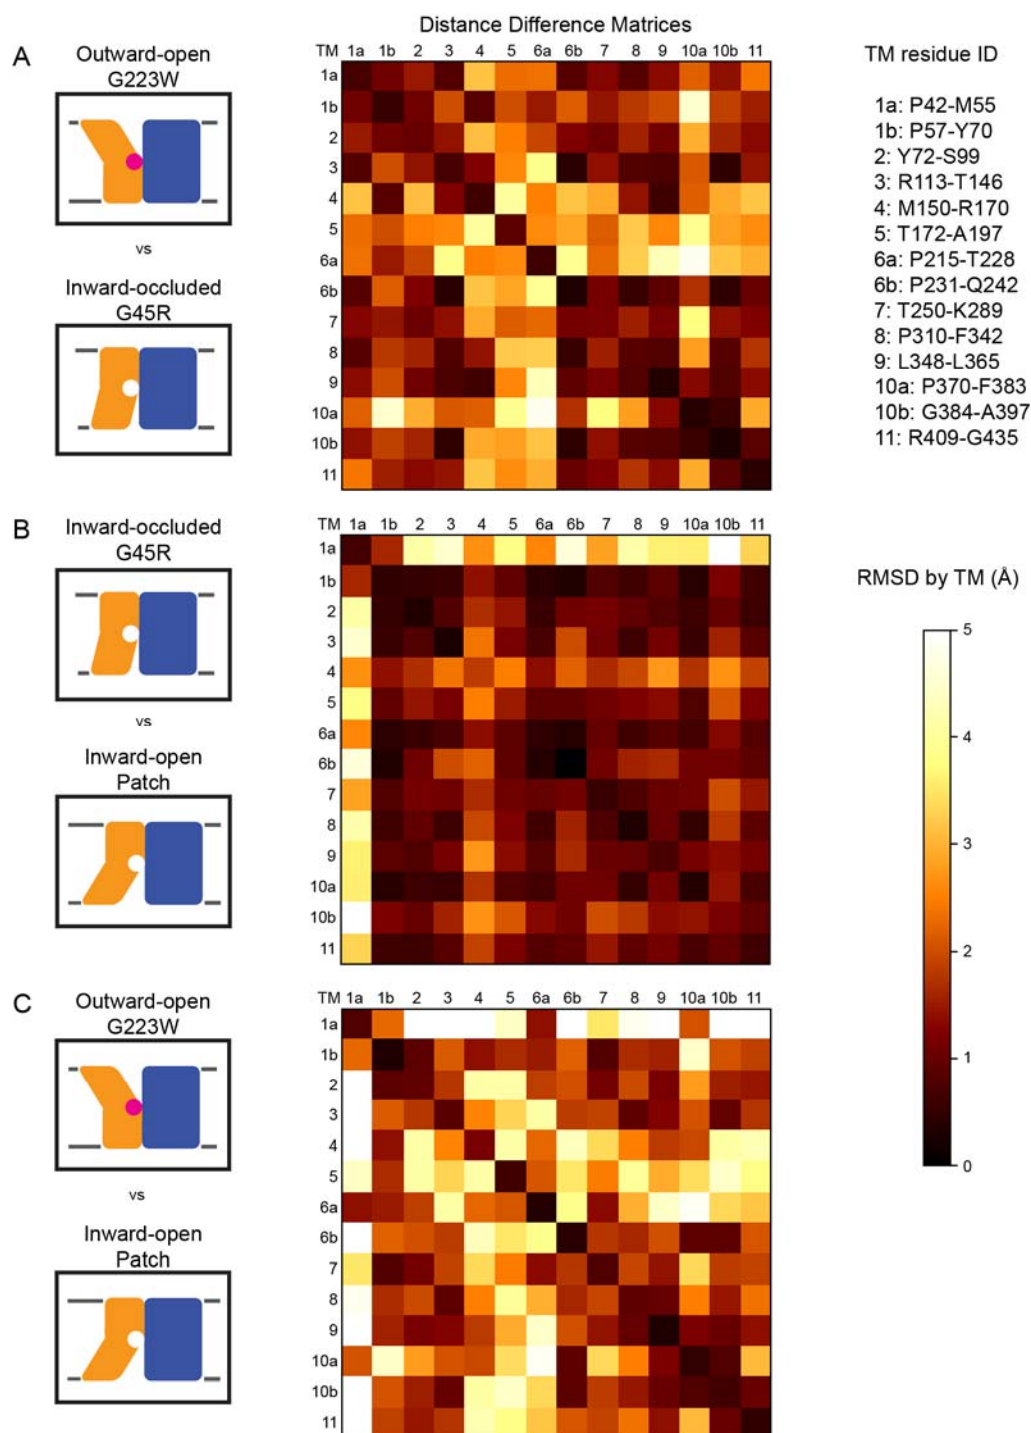 Distance Difference Matrices
A
Outward-open
G223W
vs
Inward-occluded
G45R
TM 1a 1b 2 3 4 5 6a 6b 7 8 9 10a 10b 11
1a
1b
2
3
4
5
6a
6b
7
8
9
10a
10b
11
TM residue ID
1a: P42-M55
1b: P57-Y70
2: Y72-S99
3: R113-T146
4: M150-R170
5: T172-A197
6a: P215-T228
6b: P231-Q242
7: T250-K289
8: P310-F342
9: L348-L365
10a: P370-F383
10b: G384-A397
11: R409-G435
B
Inward-occluded
G45R
vs
Inward-open
Patch
TM 1a 1b 2 3 4 5 6a 6b 7 8 9 10a 10b 11
1a
1b
2
3
4
5
6a
6b
7
8
9
10a
10b
11
RMSD by TM (Å)
5
4
3
2
1
0
C
Outward-open
G223W
vs
Inward-open
Patch
TM 1a 1b 2 3 4 5 6a 6b 7 8 9 10a 10b 11
1a
1b
2
3
4
5
6a
6b
7
8
9
10a
10b
11